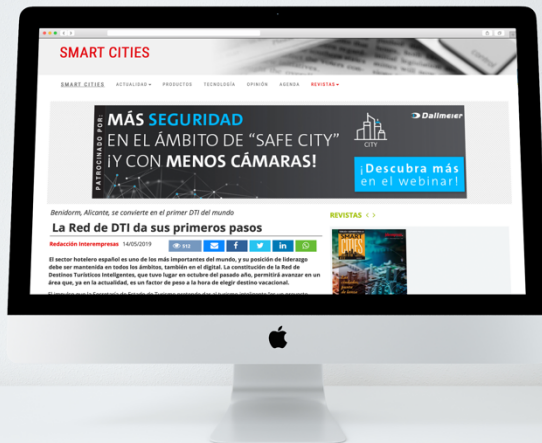 SMART CITIES
SMART CITIES ACTUALIDAD PRODUCTOS TECNOLOGÍA OPINIÓN AGENDA REVISTAS
PATROCINADO POR:
MÁS SEGURIDAD
EN EL ÁMBITO DE “SAFE CITY”
¡Y CON MENOS CÁMARAS!
CITY
Dallmeier
¡Descubra más
en el webinar!
Benidorm, Alicante, se convierte en el primer DTI del mundo
La Red de DTI da sus primeros pasos
Redacción Interempresas 14/05/2019
512
El sector hotelero español es uno de los más importantes del mundo, y su posición de liderazgo
debe ser mantenida en todos los ámbitos, también en el digital. La constitución de la Red de
Destinos Turísticos Inteligentes, que tuvo lugar en octubre del pasado año, permitirá avanzar en un
área que, ya en la actualidad, es un factor de peso a la hora de elegir destino vacacional.
REVISTAS < >
SMART
CITIES